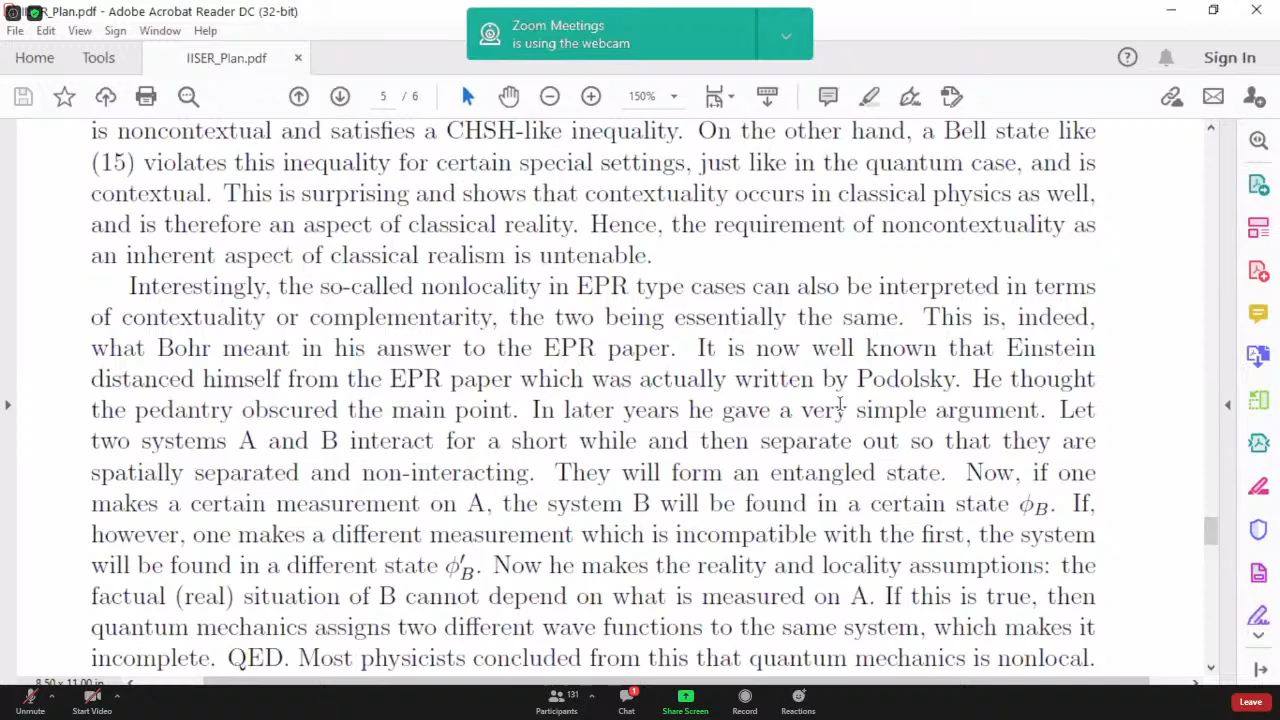 IISER_Plan.pdf - Adobe Acrobat Reader DC (32-bit)
File Edit View Sign Window Help
Zoom Meetings
is using the webcam
Home Tools IISER_Plan.pdf × Sign In
5 / 6 150%
is noncontextual and satisfies a CHSH-like inequality. On the other hand, a Bell state like
(15) violates this inequality for certain special settings, just like in the quantum case, and is
contextual. This is surprising and shows that contextuality occurs in classical physics as well,
and is therefore an aspect of classical reality. Hence, the requirement of noncontextuality as
an inherent aspect of classical realism is untenable.
Interestingly, the so-called nonlocality in EPR type cases can also be interpreted in terms
of contextuality or complementarity, the two being essentially the same. This is, indeed,
what Bohr meant in his answer to the EPR paper. It is now well known that Einstein
distanced himself from the EPR paper which was actually written by Podolsky. He thought
the pedantry obscured the main point. In later years he gave a very simple argument. Let
two systems A and B interact for a short while and then separate out so that they are
spatially separated and non-interacting. They will form an entangled state. Now, if one
makes a certain measurement on A, the system B will be found in a certain state ϕ_B. If,
however, one makes a different measurement which is incompatible with the first, the system
will be found in a different state ϕ′_B. Now he makes the reality and locality assumptions: the
factual (real) situation of B cannot depend on what is measured on A. If this is true, then
quantum mechanics assigns two different wave functions to the same system, which makes it
incomplete. QED. Most physicists concluded from this that quantum mechanics is nonlocal.
8.50 x 11.00 in
Unmute Start Video Participants 131 Chat 1 Share Screen Record Reactions Leave